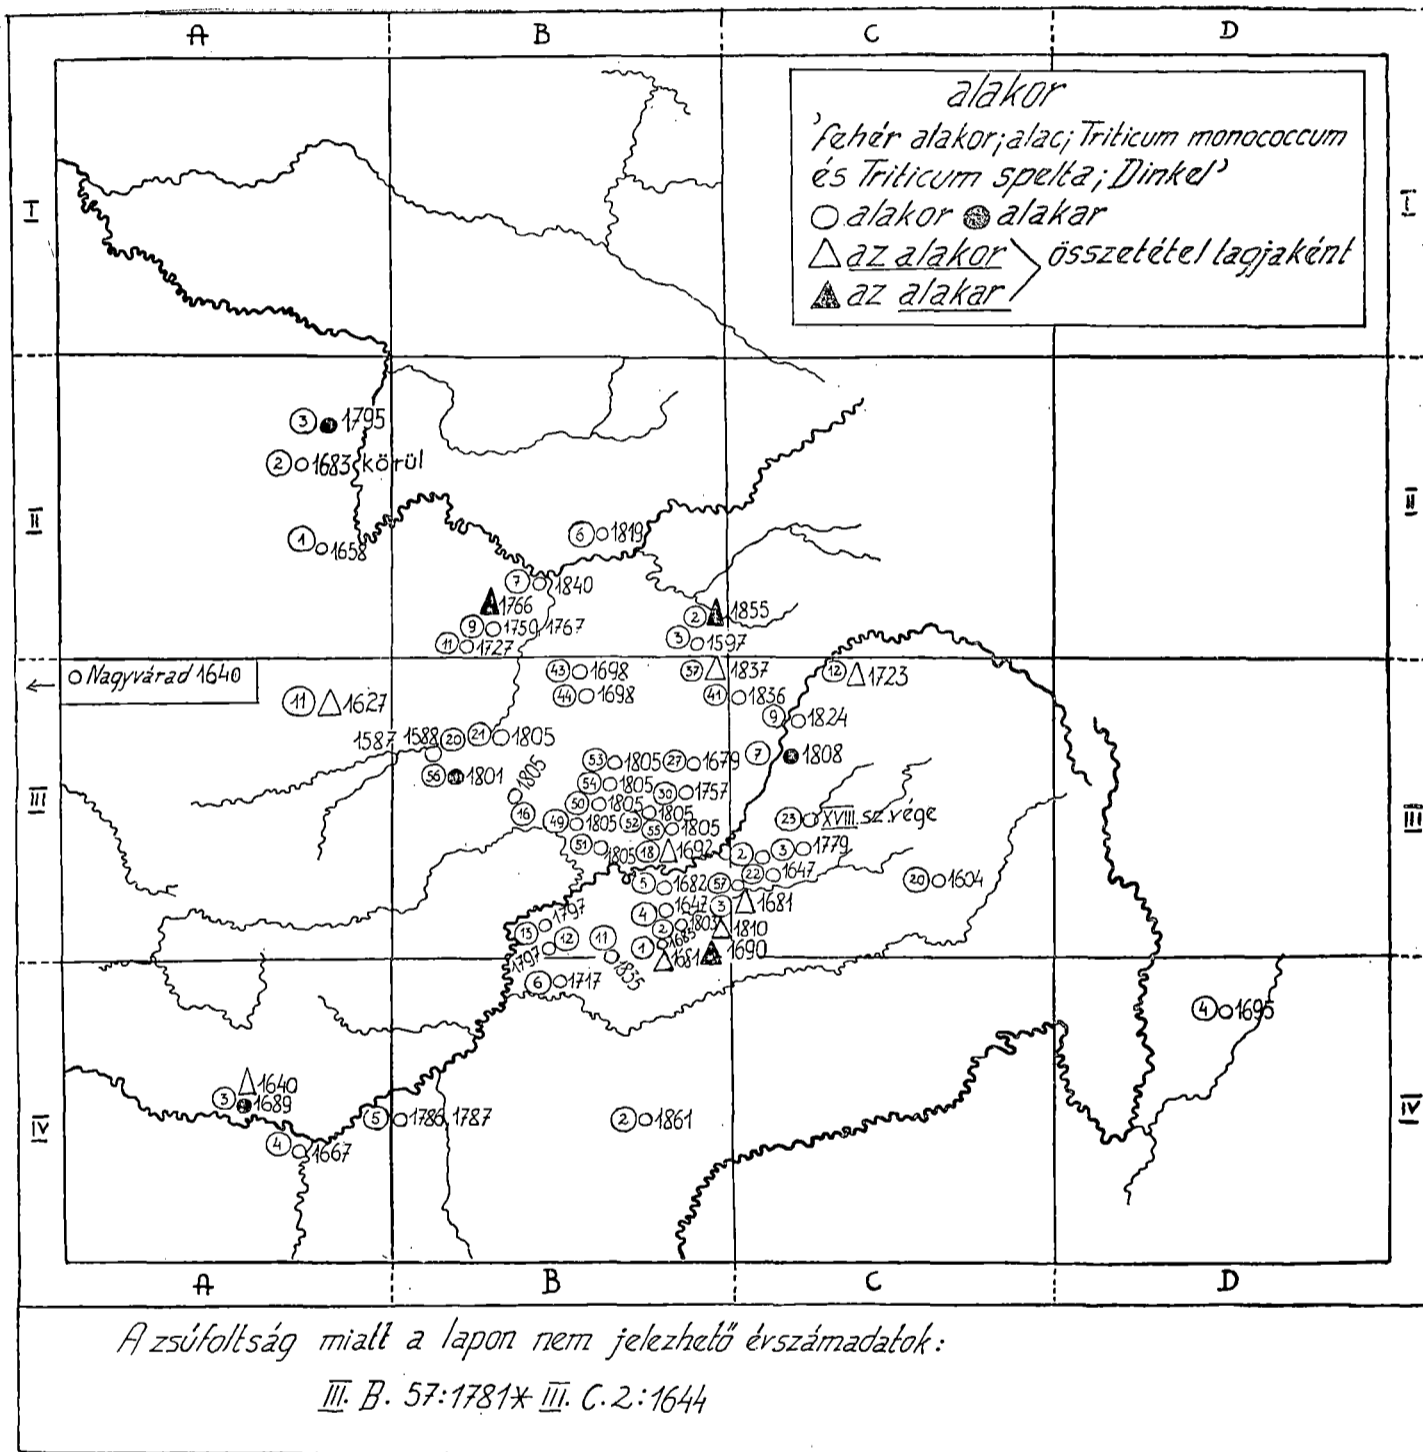 A B C D
alakor
'fehér alakor; alac; Triticum monococcum
és Triticum spelta; Dinkel'
alakor alakar
az alakor összetétel tagjaként
az alakar
I I
3 1795
2 1683 körül
II II
1 1658
6 1819
7 1840
1766
2 1855
9 1759, 1767
3 1597
11 1727
Nagyvárad 1640
43 1698
37 1837
12 1723
11 1627
44 1698
41 1836
9 1824
1587 1588 20 21 1805
53 1805 27 1679
7 1808
56 1801
1805
54 1805 30 1757
III III
16
50 1805
1805
49 1805 52
55 1805
23 XVIII. sz. vége
51 1805 18 1692
2 3 1779
22 1647
5 1682 57
20 1604
4 1647 3 1681
13 1797
2 1803
1810
12 11
1 1685
1797
1681 1690
1835
6 1717
4 1695
1640
3 1689
IV IV
5 1786, 1787
2 1861
4 1667
A B C D
A zsúfoltság miatt a lapon nem jelezhető évszámadatok:
III. B. 57:1781* III. C. 2:1644